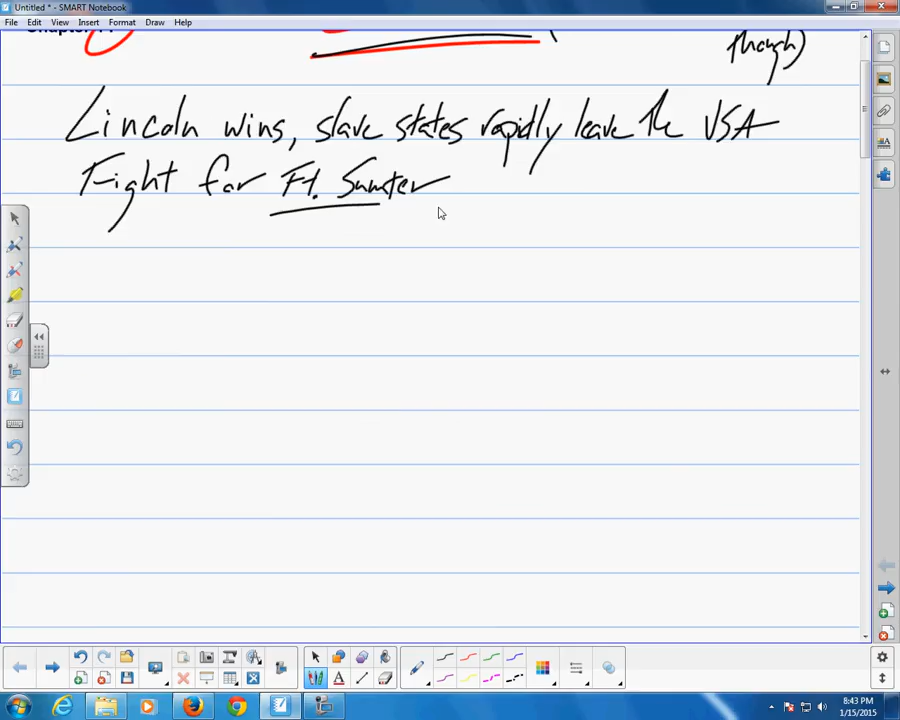 Untitled * - SMART Notebook
File Edit View Insert Format Draw Help
though)
Lincoln wins, slave states rapidly leave the USA
Fight for Ft. Sumter
8:43 PM
1/15/2015